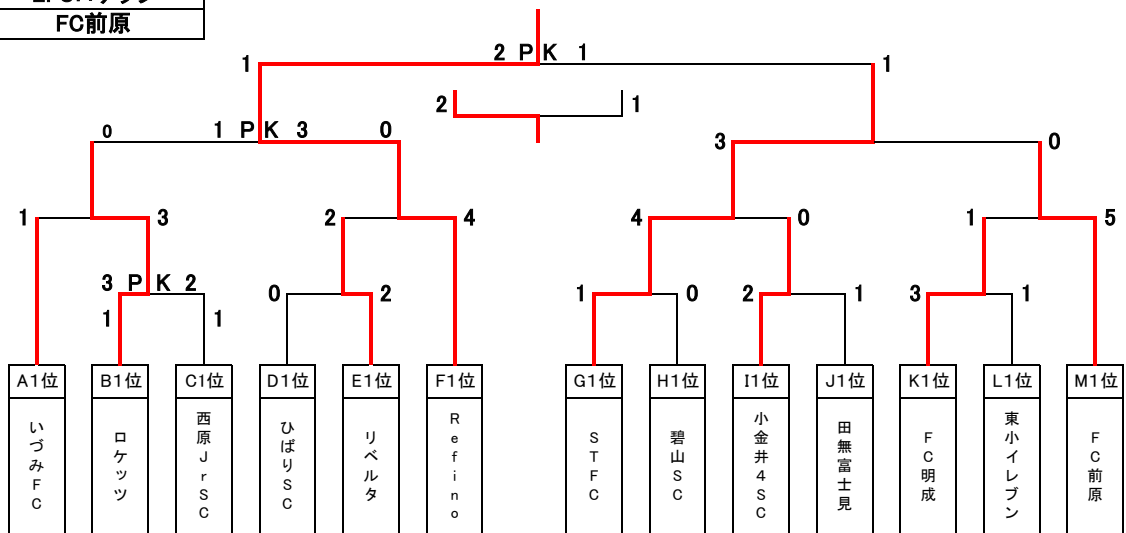 FC前原
2 PK 1
1
1
2
1
0
1 PK 3
0
3
0
1
3
2
4
4
0
1
5
3 PK 2
1
1
0
2
1
0
2
1
3
1
A1位
B1位
C1位
D1位
E1位
F1位
G1位
H1位
I1位
J1位
K1位
L1位
M1位
いづみFC
ロケッツ
西原JrSC
ひばりSC
リベルタ
Refino
STFC
碧山SC
小金井4SC
田無富士見
FC明成
東小イレブン
FC前原